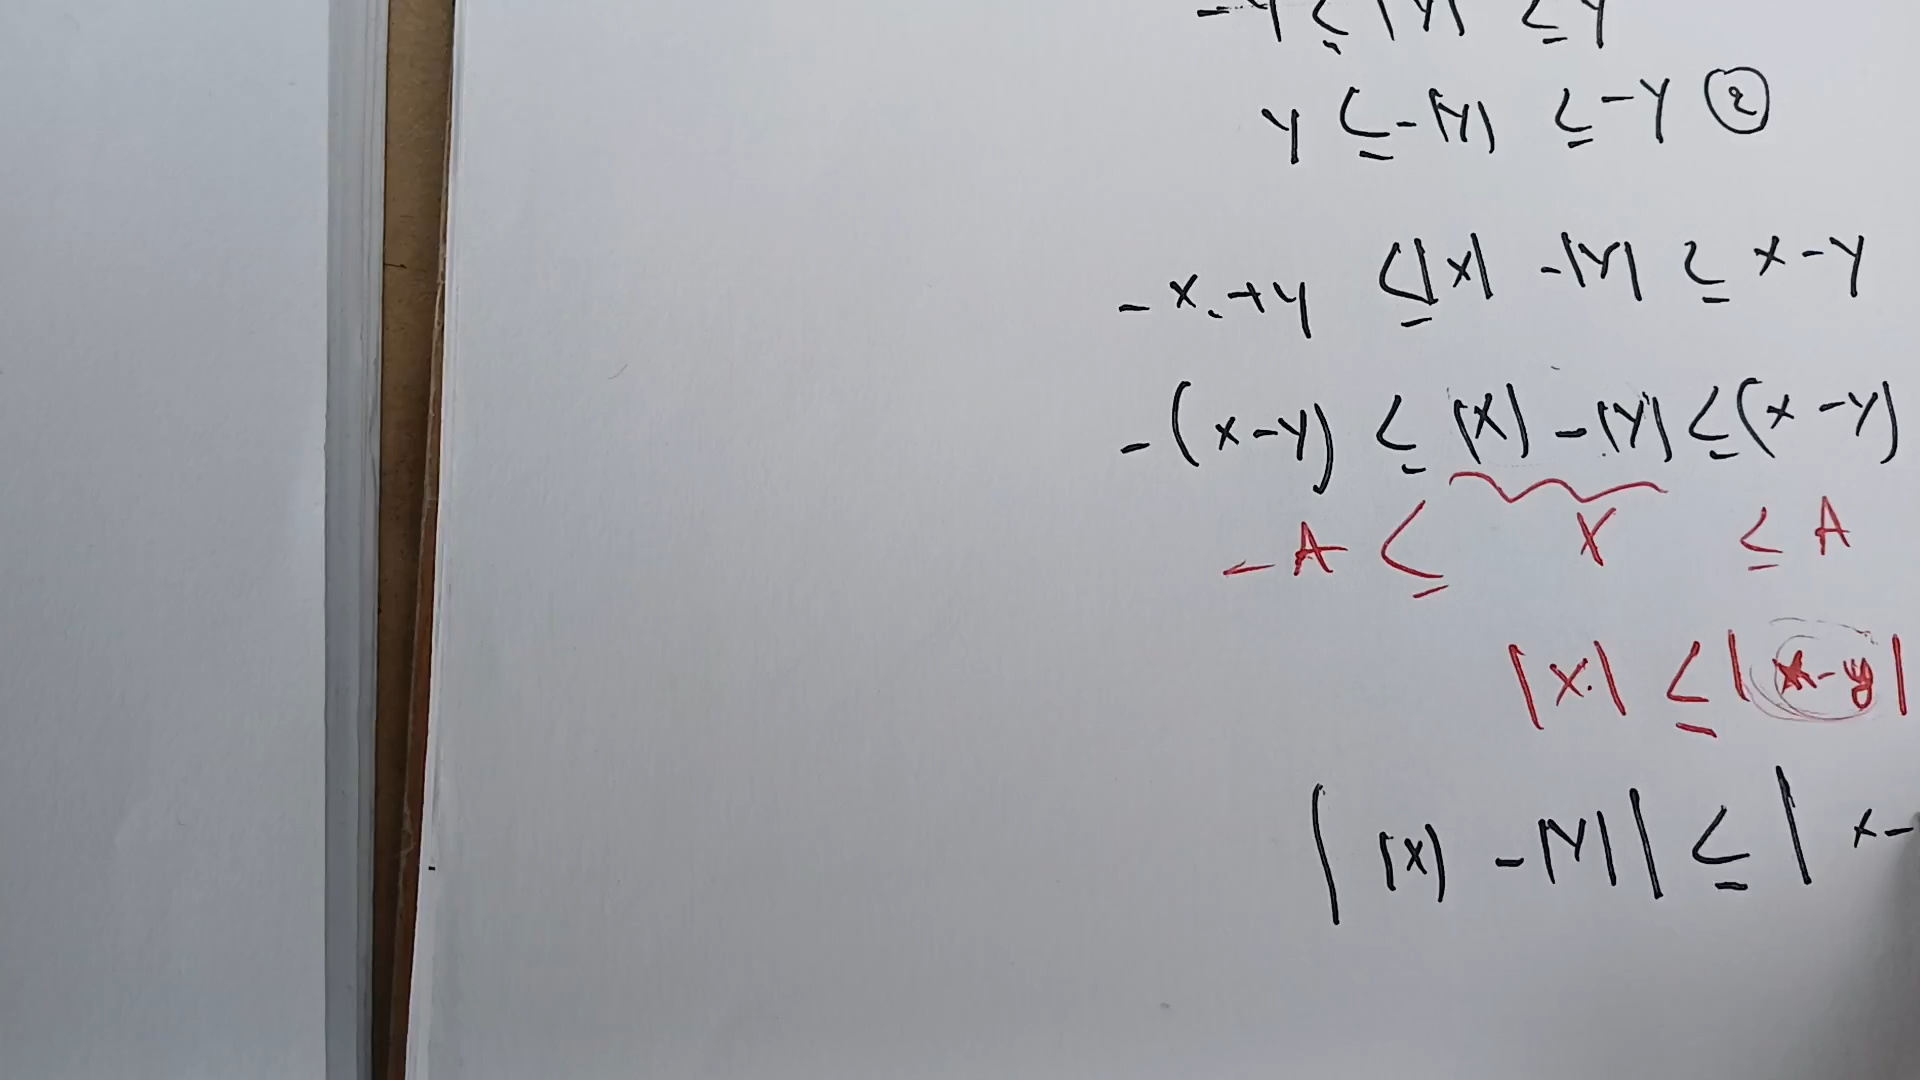 -Y ≤ |Y| ≤ Y
Y ≤ -|Y| ≤ -Y ②
-x + y ≤ |x| - |Y| ≤ x - y
-(x - y) ≤ |x| - |Y| ≤ (x - y)
-A ≤ X ≤ A
|X| ≤ |x - y|
| |x| - |Y| | ≤ | x -